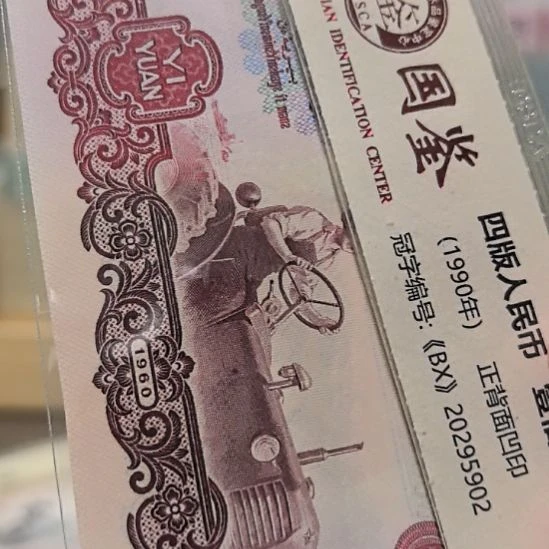 YI
YUAN
1960
IDENTIFICATION CENTER
国鉴
四版人民币
(1990年) 正背面凹印
冠字编号:《BX》20295902